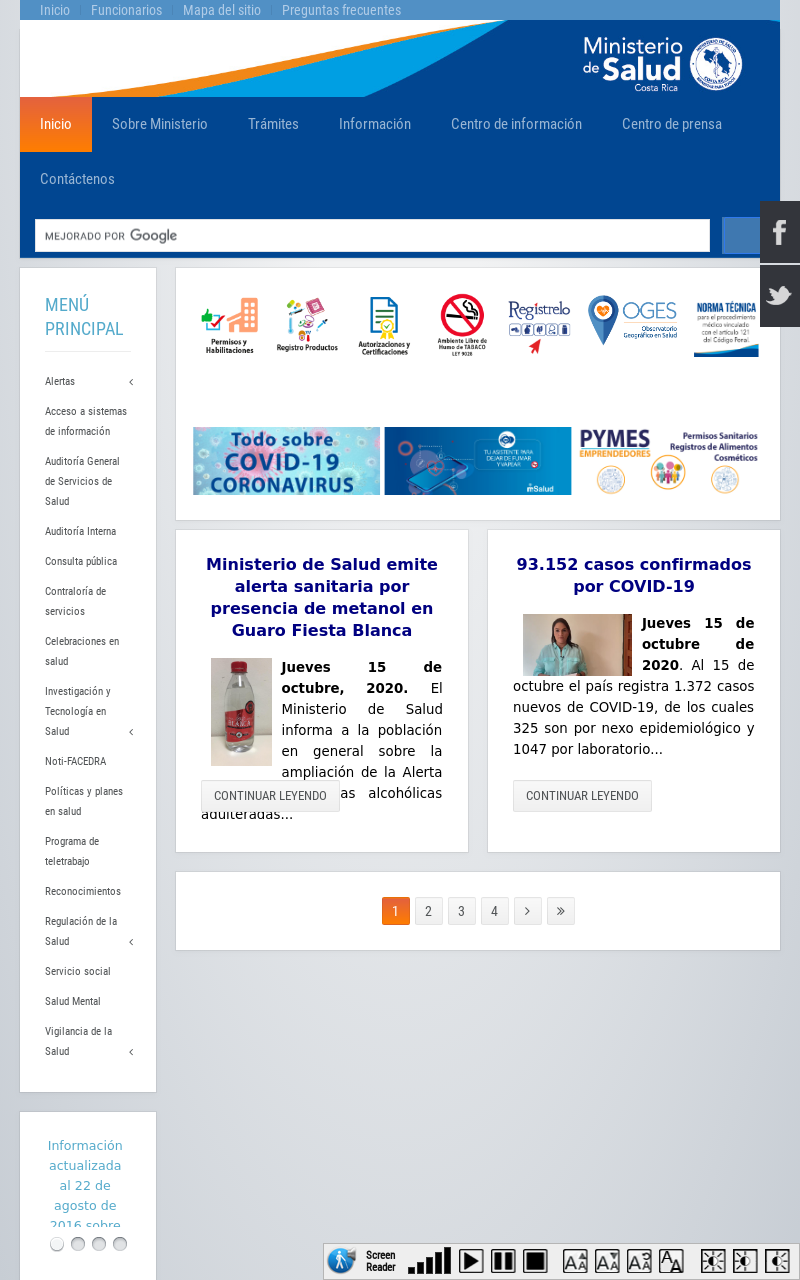 Inicio
Funcionarios
Mapa del sitio
Preguntas frecuentes
Ministerio
de Salud
Costa Rica
Inicio
Sobre Ministerio
Trámites
Información
Centro de información
Centro de prensa
Contáctenos
MEJORADO POR Google
MENÚ
PRINCIPAL
Alertas
Acceso a sistemas
de información
Auditoría General
de Servicios de
Salud
Auditoría Interna
Consulta pública
Contraloría de
servicios
Celebraciones en
salud
Investigación y
Tecnología en
Salud
Noti-FACEDRA
Políticas y planes
en salud
Programa de
teletrabajo
Reconocimientos
Regulación de la
Salud
Servicio social
Salud Mental
Vigilancia de la
Salud
Información
actualizada
al 22 de
agosto de
2016 sobre
Permisos y
Habilitaciones
Registro Productos
Autorizaciones y
Certificaciones
Ambiente Libre de
Humo de TABACO
LEY 9028
Regístrelo
OGES
Observatorio
Geográfico en Salud
NORMA TÉCNICA
para el procedimiento
médico vinculado
con el artículo 121
del Código Penal.
Todo sobre
COVID-19
CORONAVIRUS
TU ASISTENTE PARA
DEJAR DE FUMAR
Y VAPEAR
mSalud
PYMES
EMPRENDEDORES
Permisos Sanitarios
Registros de Alimentos
Cosméticos
Ministerio de Salud emite
alerta sanitaria por
presencia de metanol en
Guaro Fiesta Blanca
Jueves 15 de
octubre, 2020. El
Ministerio de Salud
informa a la población
en general sobre la
ampliación de la Alerta
as alcohólicas
adulteradas...
CONTINUAR LEYENDO
93.152 casos confirmados
por COVID-19
Jueves 15 de
octubre de
2020. Al 15 de
octubre el país registra 1.372 casos
nuevos de COVID-19, de los cuales
325 son por nexo epidemiológico y
1047 por laboratorio...
CONTINUAR LEYENDO
1 2 3 4 › »
Screen
Reader